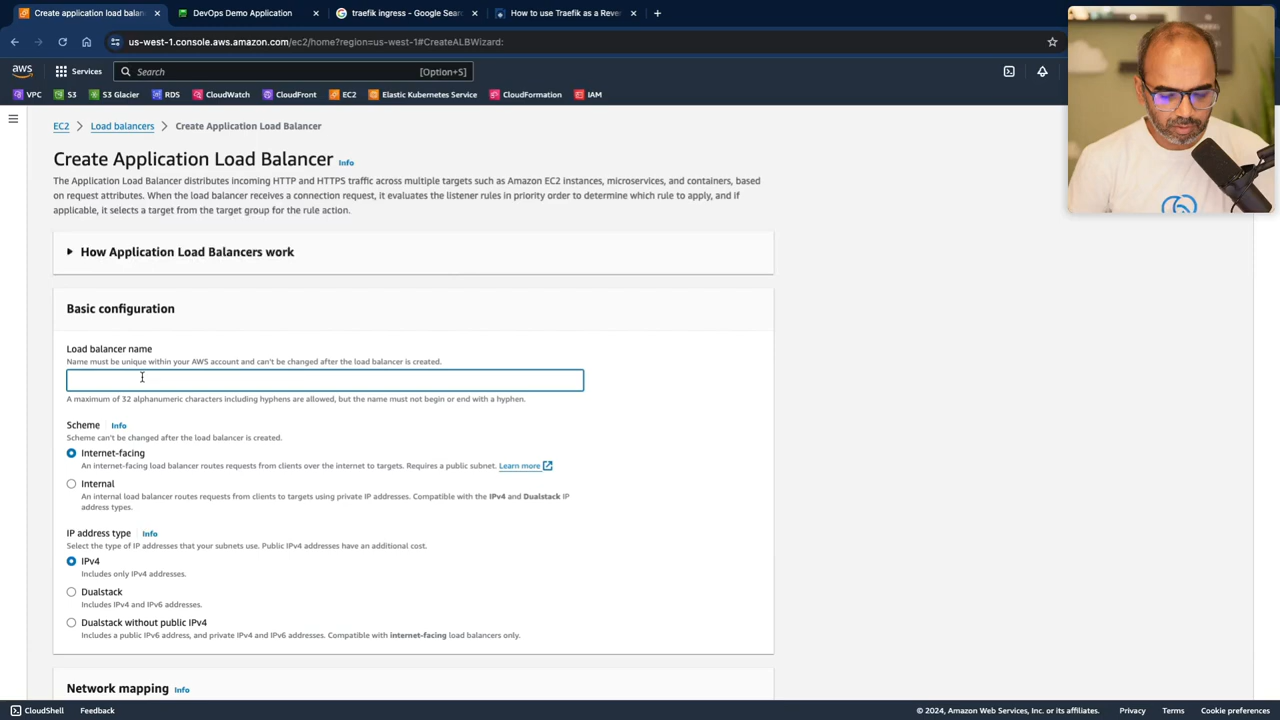 Create Application Load Balan
DevOps Demo Application
trafik ingress - Google Sear
How to use Traefik as a Rever
us-west-1.console.aws.amazon.com/ec2/home?region=us-west-1#CreateALBWizard:
aws
Services
Search
[Option+S]
VPC
S3
S3 Glacier
RDS
CloudWatch
CloudFront
EC2
Elastic Kubernetes Service
CloudFormation
IAM
EC2 > Load balancers > Create Application Load Balancer
Create Application Load Balancer Info
The Application Load Balancer distributes incoming HTTP and HTTPS traffic across multiple targets such as Amazon EC2 instances, microservices, and containers, based
on request attributes. When the load balancer receives a connection request, it evaluates the listener rules in priority order to determine which rule to apply, and if
applicable, it selects a target from the target group for the rule action.
How Application Load Balancers work
Basic configuration
Load balancer name
Name must be unique within your AWS account and can't be changed after the load balancer is created.
A maximum of 32 alphanumeric characters including hyphens are allowed, but the name must not begin or end with a hyphen.
Scheme Info
Scheme can't be changed after the load balancer is created.
Internet-facing
An internet-facing load balancer routes requests from clients over the internet to targets. Requires a public subnet. Learn more
Internal
An internal load balancer routes requests from clients to targets using private IP addresses. Compatible with the IPv4 and Dualstack IP
address types.
IP address type Info
Select the type of IP addresses that your subnets use. Public IPv4 addresses have an additional cost.
IPv4
Includes only IPv4 addresses.
Dualstack
Includes IPv4 and IPv6 addresses.
Dualstack without public IPv4
Includes a public IPv6 address, and private IPv4 and IPv6 addresses. Compatible with internet-facing load balancers only.
Network mapping Info
CloudShell
Feedback
© 2024, Amazon Web Services, Inc. or its affiliates.
Privacy
Terms
Cookie preferences